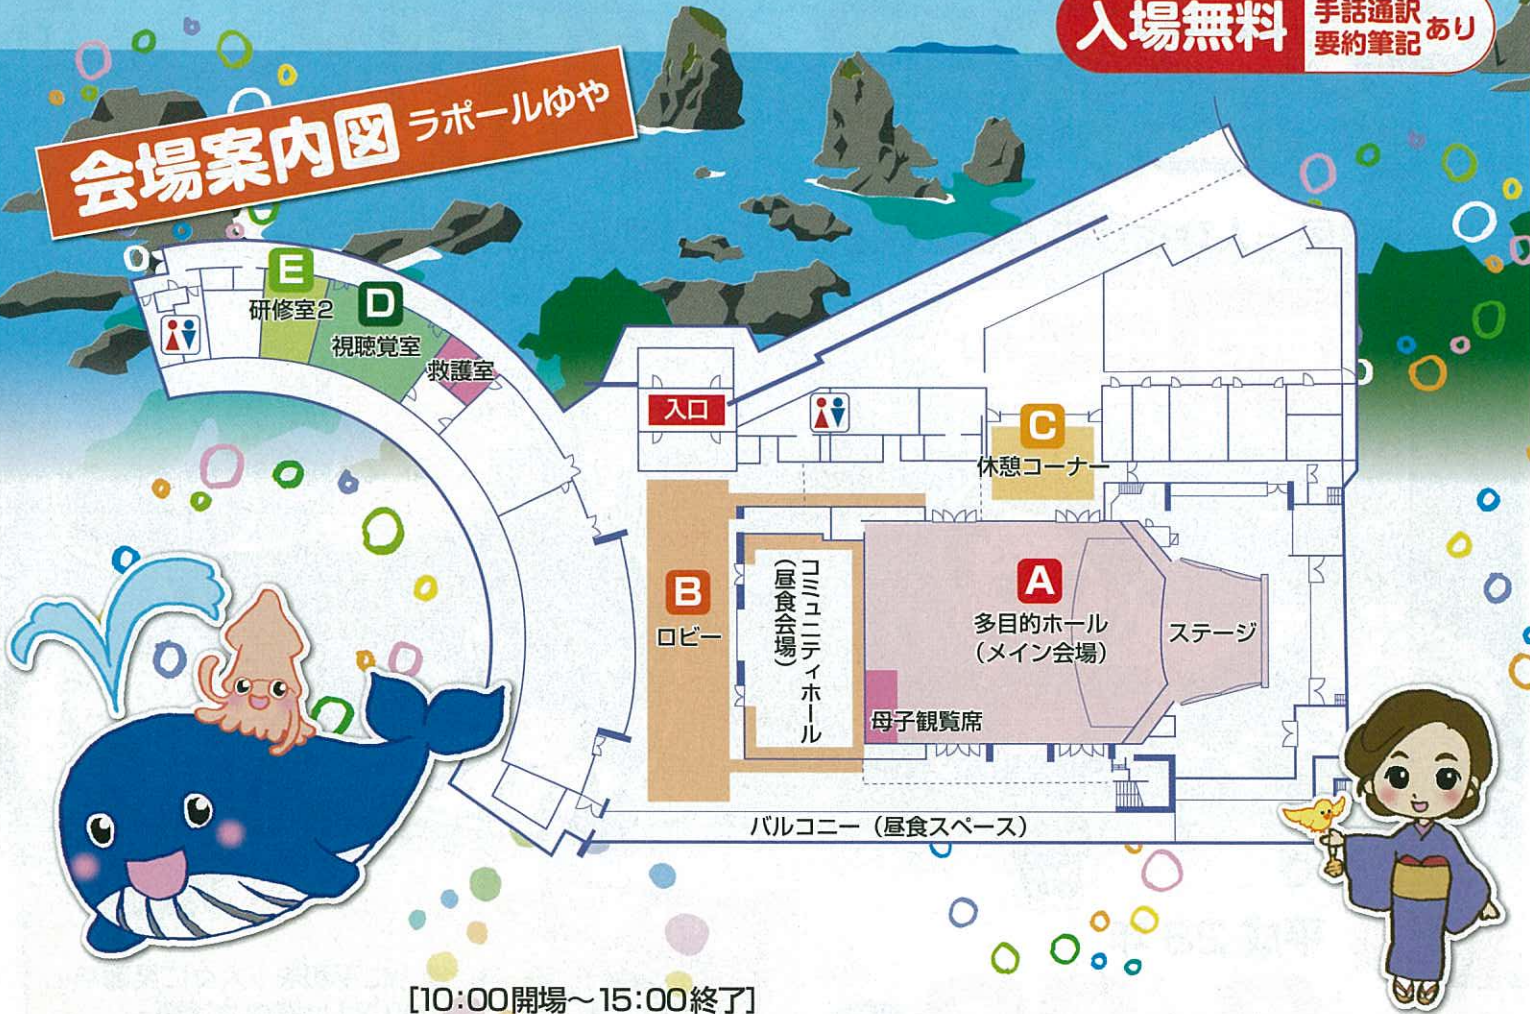 入場無料
手話通訳
要約筆記
あり
会場案内図 ラポールゆや
E
研修室2
D
視聴覚室
救護室
入口
C
休憩コーナー
B
ロビー
コミュニティホール
(昼食会場)
A
多目的ホール
(メイン会場)
ステージ
母子観覧席
バルコニー(昼食スペース)
[10:00開場~15:00終了]